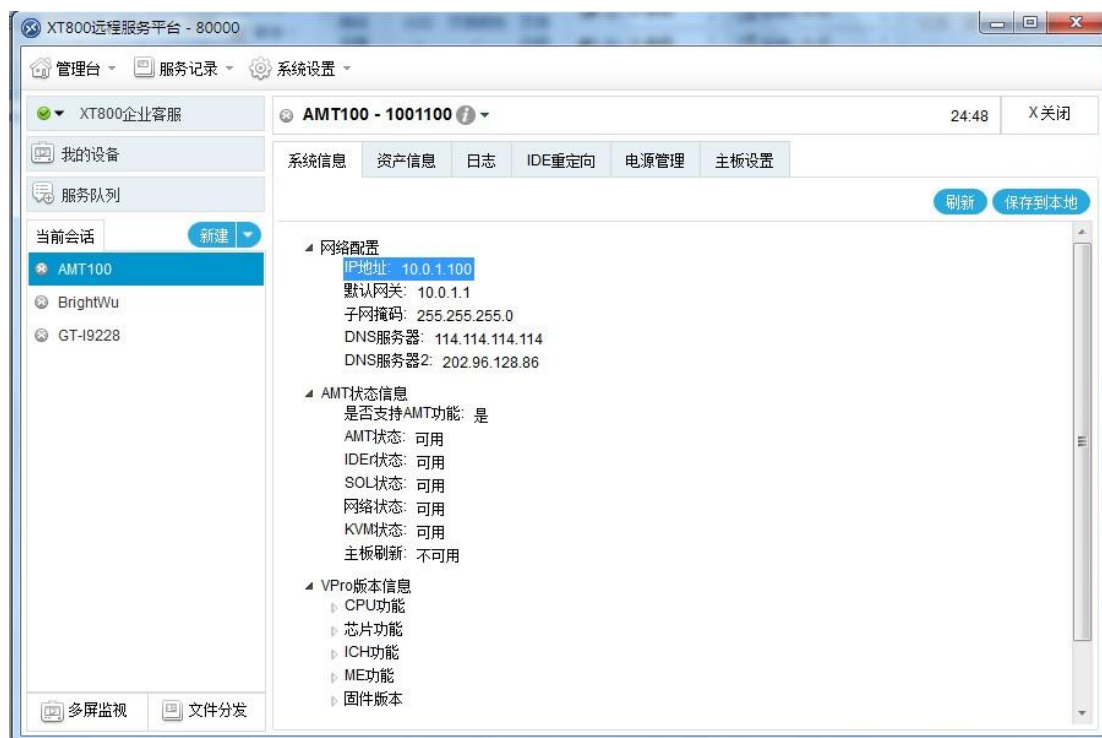 XT800远程服务平台 - 80000
管理台 服务记录 系统设置
XT800企业客服
我的设备
服务队列
当前会话 新建
AMT100
BrightWu
GT-I9228
多屏监视 文件分发
AMT100 - 1001100 24:48 X关闭
系统信息 资产信息 日志 IDE重定向 电源管理 主板设置
刷新 保存到本地
网络配置
IP地址: 10.0.1.100
默认网关: 10.0.1.1
子网掩码: 255.255.255.0
DNS服务器: 114.114.114.114
DNS服务器2: 202.96.128.86
AMT状态信息
是否支持AMT功能: 是
AMT状态: 可用
IDEr状态: 可用
SOL状态: 可用
网络状态: 可用
KVM状态: 可用
主板刷新: 不可用
VPro版本信息
CPU功能
芯片功能
ICH功能
ME功能
固件版本